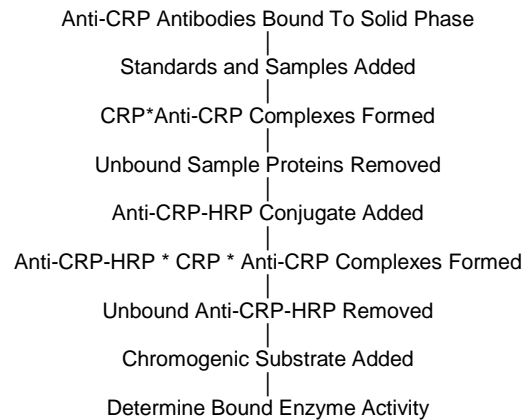 Anti-CRP Antibodies Bound To Solid Phase
Standards and Samples Added
CRP*Anti-CRP Complexes Formed
Unbound Sample Proteins Removed
Anti-CRP-HRP Conjugate Added
Anti-CRP-HRP * CRP * Anti-CRP Complexes Formed
Unbound Anti-CRP-HRP Removed
Chromogenic Substrate Added
Determine Bound Enzyme Activity